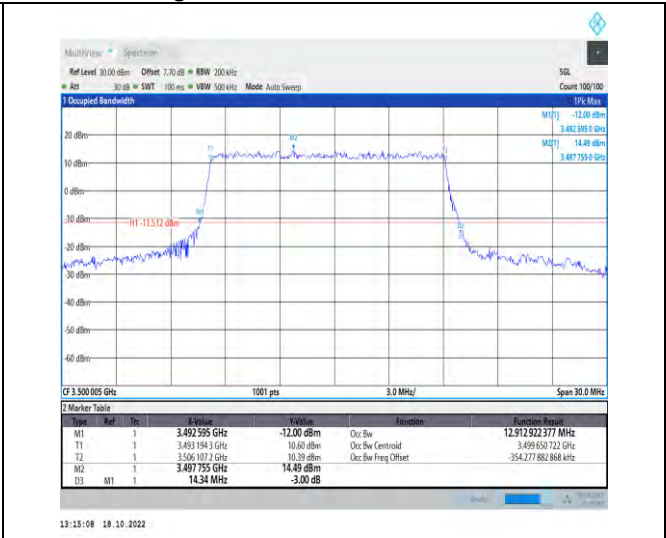 MultiView Spectrum
Ref Level 30.00 dBm Offset 7.70 dB RBW 200 kHz SGL
Att 30 dB SWT 100 ms VBW 500 kHz Mode Auto Sweep Count 100/100
1 Occupied Bandwidth 1Pk Max
M1[1] -12.00 dBm
3.492 595 0 GHz
M2[1] 14.49 dBm
3.497 755 0 GHz
20 dBm
M2
T1
T2
10 dBm
0 dBm
M1
-10 dBm
H1 -11.512 dBm
D3
-20 dBm
-30 dBm
-40 dBm
-50 dBm
-60 dBm
CF 3.500 005 GHz 1001 pts 3.0 MHz/ Span 30.0 MHz
2 Marker Table
Type Ref Trc X-Value Y-Value Function Function Result
M1 1 3.492 595 GHz -12.00 dBm Occ Bw 12.912 922 377 MHz
T1 1 3.493 194 3 GHz 10.60 dBm Occ Bw Centroid 3.499 650 722 GHz
T2 1 3.506 107 2 GHz 10.39 dBm Occ Bw Freq Offset -354.277 882 868 kHz
M2 1 3.497 755 GHz 14.49 dBm
D3 M1 1 14.34 MHz -3.00 dB
13:15:08 18.10.2022